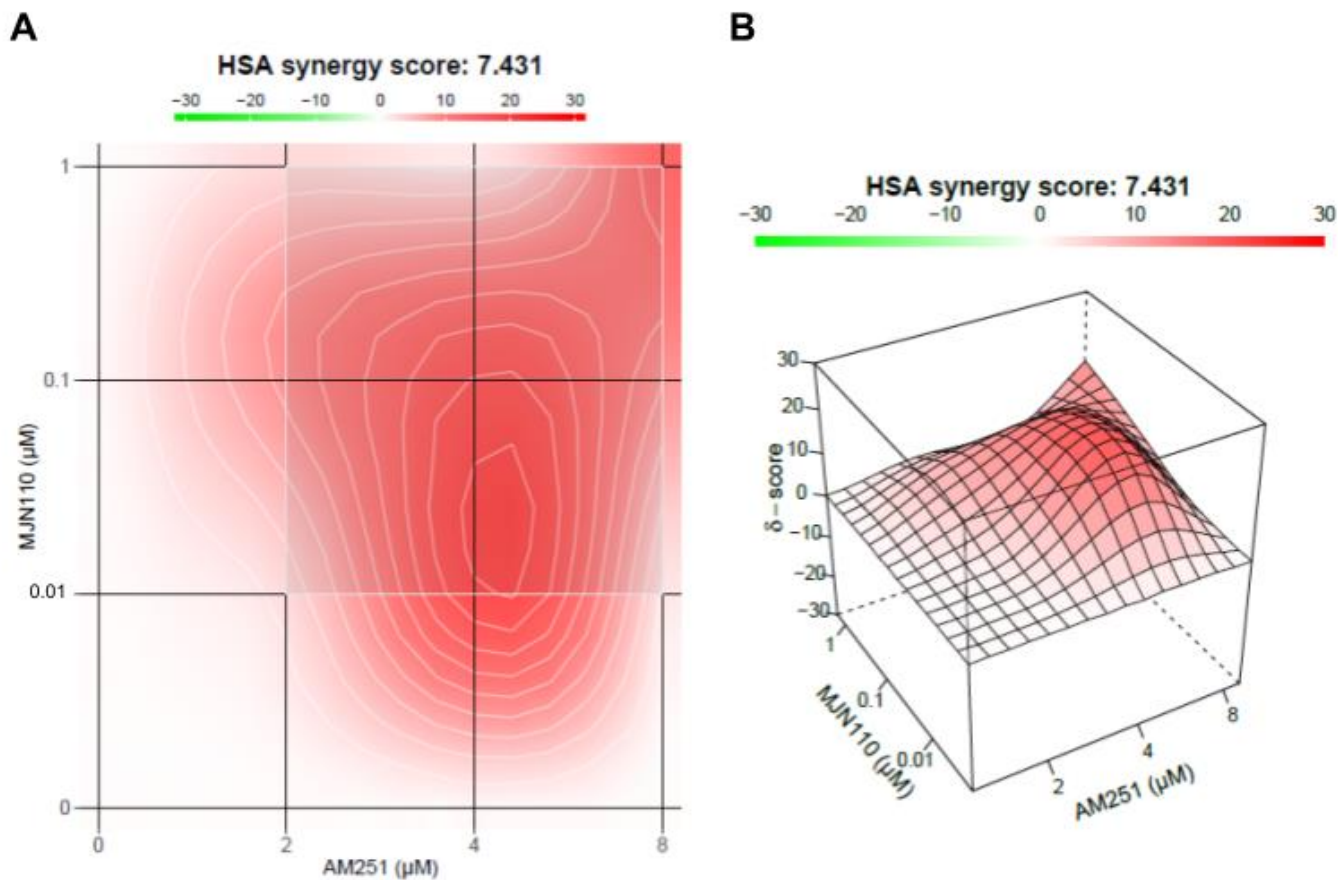 A
HSA synergy score: 7.431
−30 −20 −10 0 10 20 30
1
0.1
0.01
0
MJN110 (µM)
0 2 4 8
AM251 (µM)
B
HSA synergy score: 7.431
−30 −20 −10 0 10 20 30
30
20
10
0
−10
−20
−30
δ − score
1
0.1
0.01
MJN110 (µM)
2 4 8
AM251 (µM)